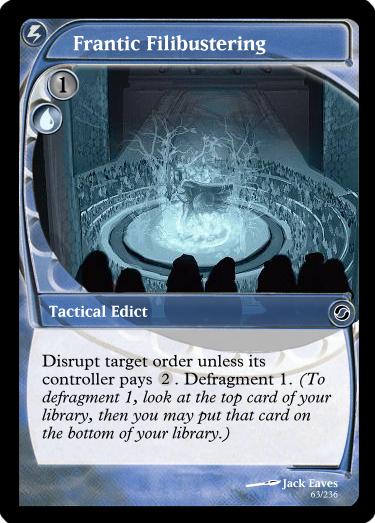 Frantic Filibustering
1
Tactical Edict
Disrupt target order unless its
controller pays 2 . Defragment 1. (To
defragment 1, look at the top card of your
library, then you may put that card on
the bottom of your library.)
Jack Eaves
63/236